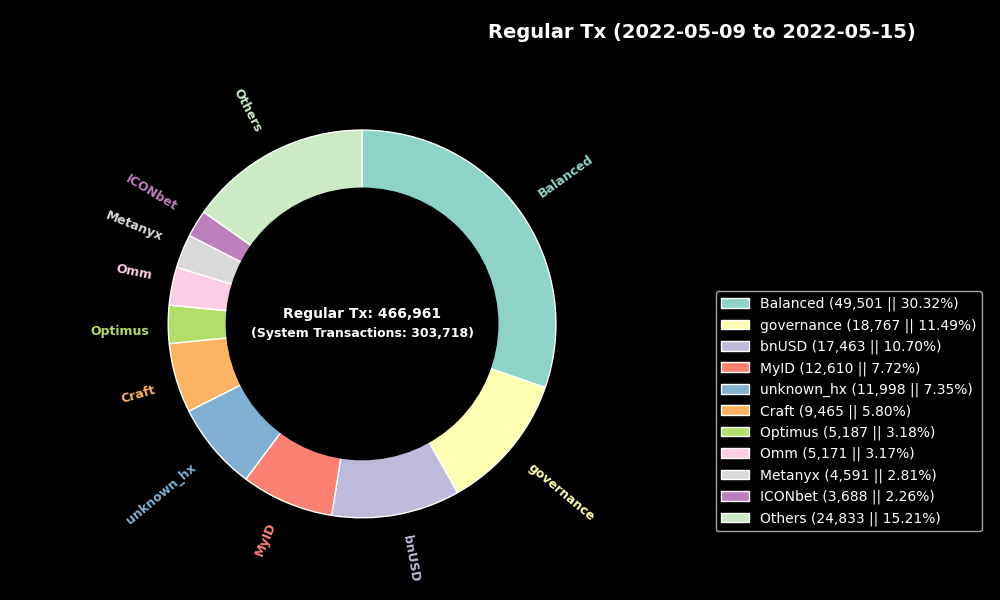 Regular Tx (2022-05-09 to 2022-05-15)
Others
Balanced
ICONbet
Metanyx
Omm
Optimus
Craft
unknown_hx
MyID
bnUSD
governance
Regular Tx: 466,961
(System Transactions: 303,718)
Balanced (49,501 || 30.32%)
governance (18,767 || 11.49%)
bnUSD (17,463 || 10.70%)
MyID (12,610 || 7.72%)
unknown_hx (11,998 || 7.35%)
Craft (9,465 || 5.80%)
Optimus (5,187 || 3.18%)
Omm (5,171 || 3.17%)
Metanyx (4,591 || 2.81%)
ICONbet (3,688 || 2.26%)
Others (24,833 || 15.21%)